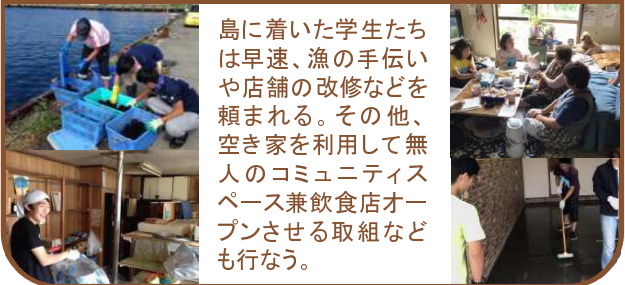 島に着いた学生たち
は早速、漁の手伝い
や店舗の改修などを
頼まれる。その他、
空き家を利用して無
人のコミュニティス
ペース兼飲食店オー
プンさせる取組など
も行なう。